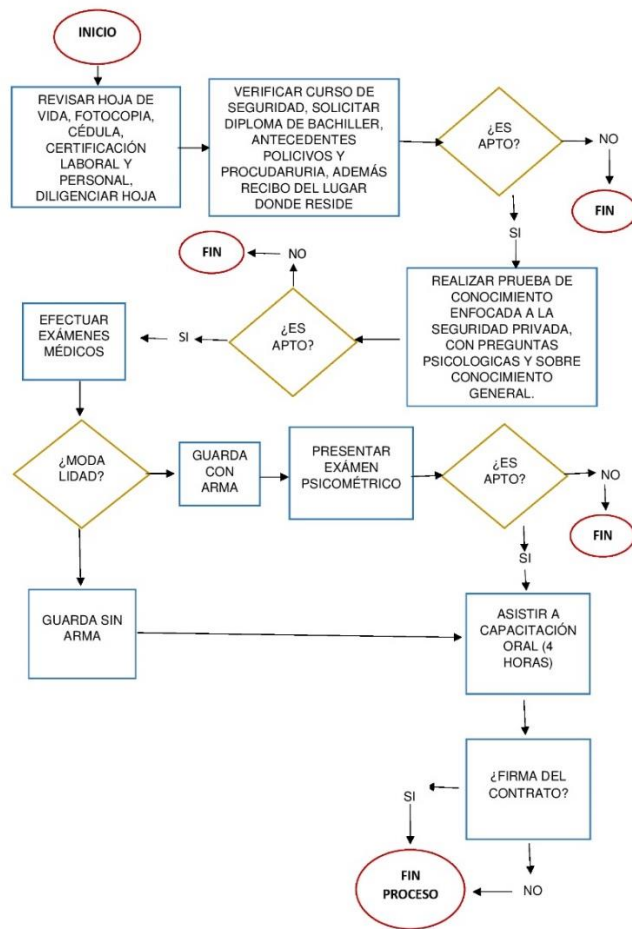 INICIO
REVISAR HOJA DE
VIDA, FOTOCOPIA,
CÉDULA,
CERTIFICACIÓN
LABORAL Y
PERSONAL,
DILIGENCIAR HOJA
VERIFICAR CURSO DE
SEGURIDAD, SOLICITAR
DIPLOMA DE BACHILLER,
ANTECEDENTES
POLICIVOS Y
PROCUDARURIA, ADEMÁS
RECIBO DEL LUGAR
DONDE RESIDE
¿ES
APTO?
NO
FIN
SI
REALIZAR PRUEBA DE
CONOCIMIENTO
ENFOCADA A LA
SEGURIDAD PRIVADA,
CON PREGUNTAS
PSICOLOGICAS Y SOBRE
CONOCIMIENTO
GENERAL.
¿ES
APTO?
NO
FIN
SI
EFECTUAR
EXÁMENES
MÉDICOS
¿MODA
LIDAD?
GUARDA
CON
ARMA
PRESENTAR
EXÁMEN
PSICOMÉTRICO
¿ES
APTO?
NO
FIN
SI
GUARDA SIN
ARMA
ASISTIR A
CAPACITACIÓN
ORAL (4
HORAS)
¿FIRMA DEL
CONTRATO?
SI
NO
FIN
PROCESO